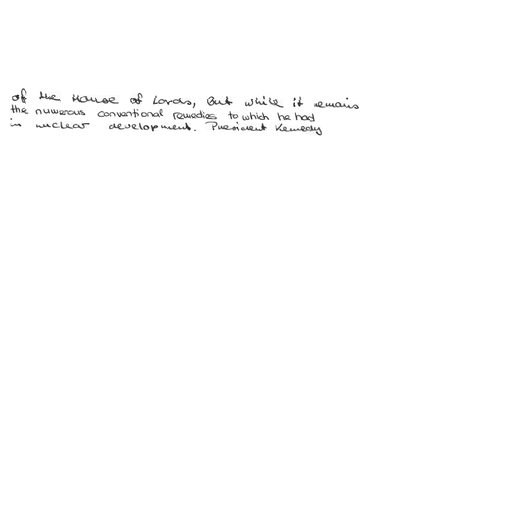 of the House of Lords, But while it remains
the numerous conventional remedies to which he had
in nuclear development. President Kennedy